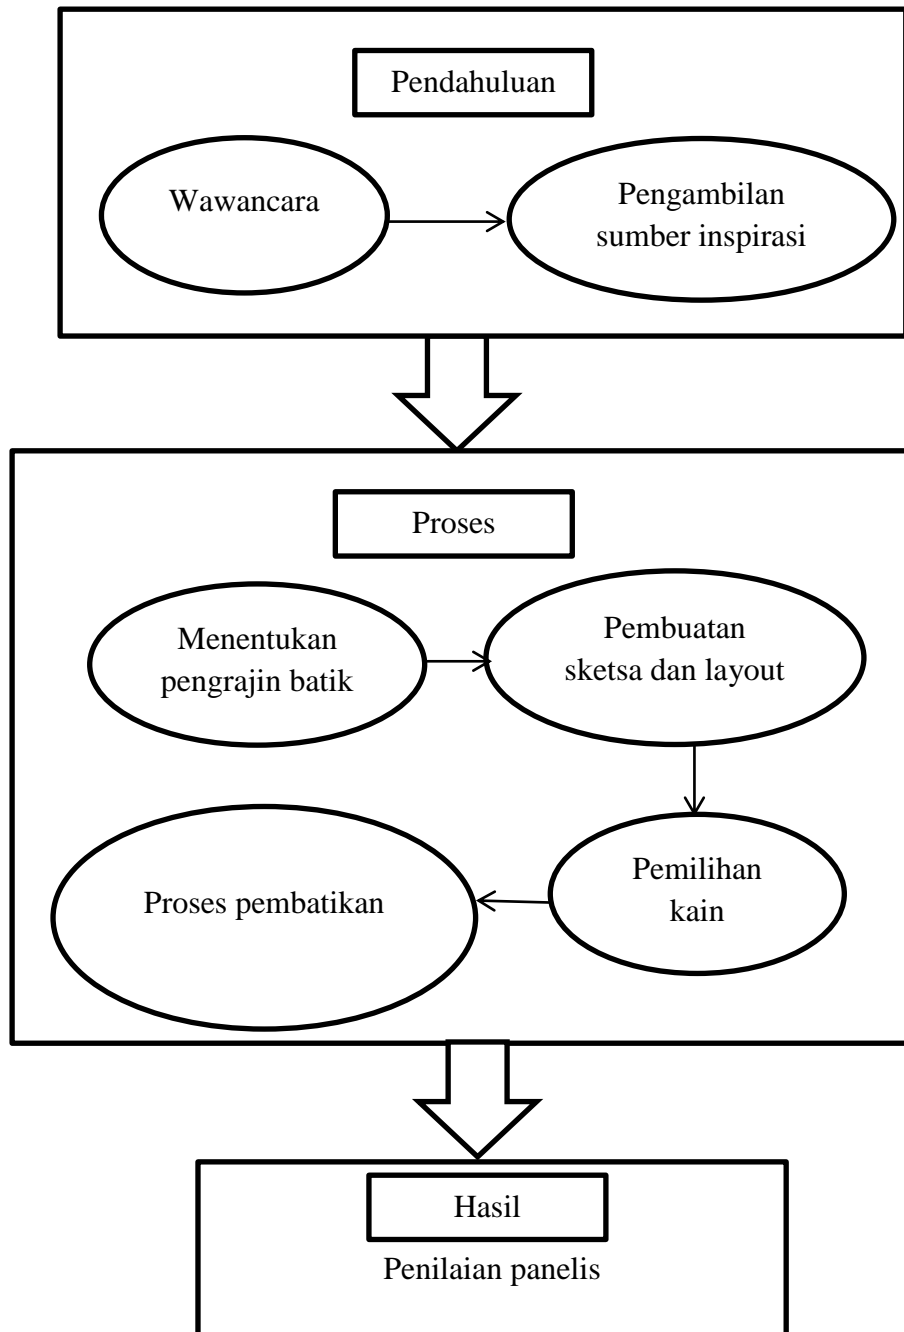 Pendahuluan
Wawancara
Pengambilan
sumber inspirasi
Proses
Menentukan
pengrajin batik
Pembuatan
sketsa dan layout
Pemilihan
kain
Proses pembatikan
Hasil
Penilaian panelis